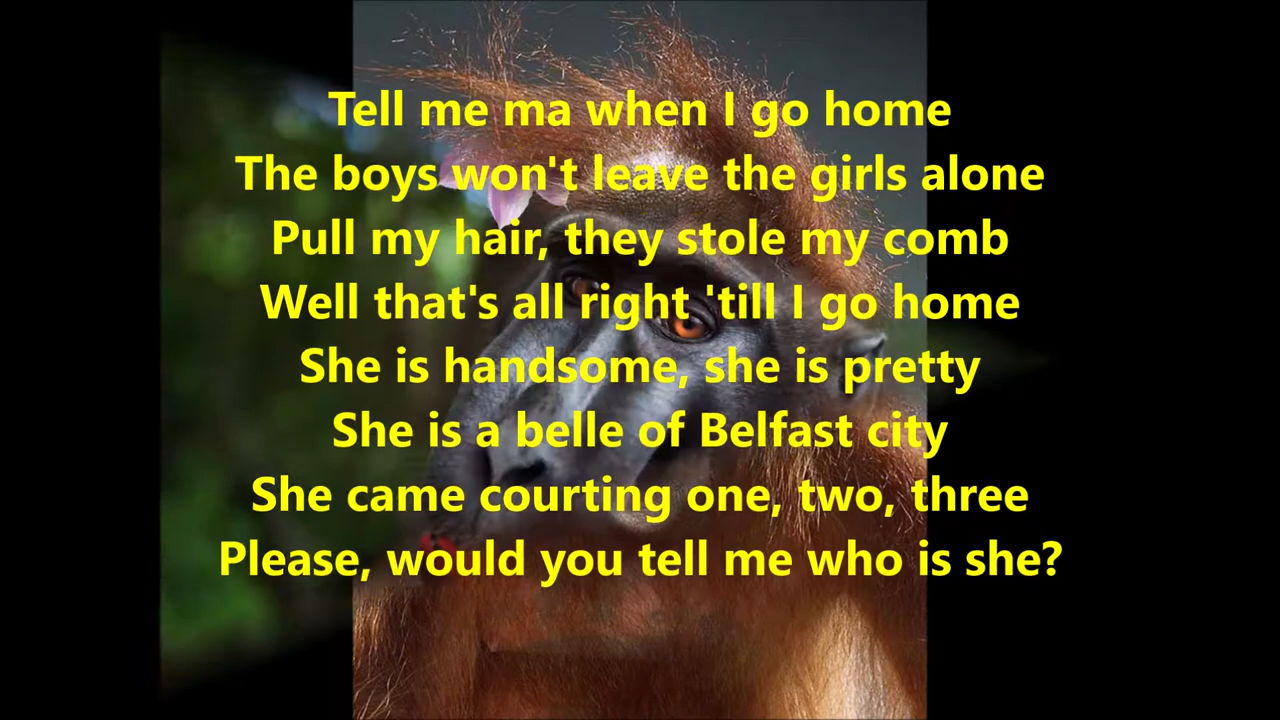 Tell me ma when I go home
The boys won't leave the girls alone
Pull my hair, they stole my comb
Well that's all right 'till I go home
She is handsome, she is pretty
She is a belle of Belfast city
She came courting one, two, three
Please, would you tell me who is she?